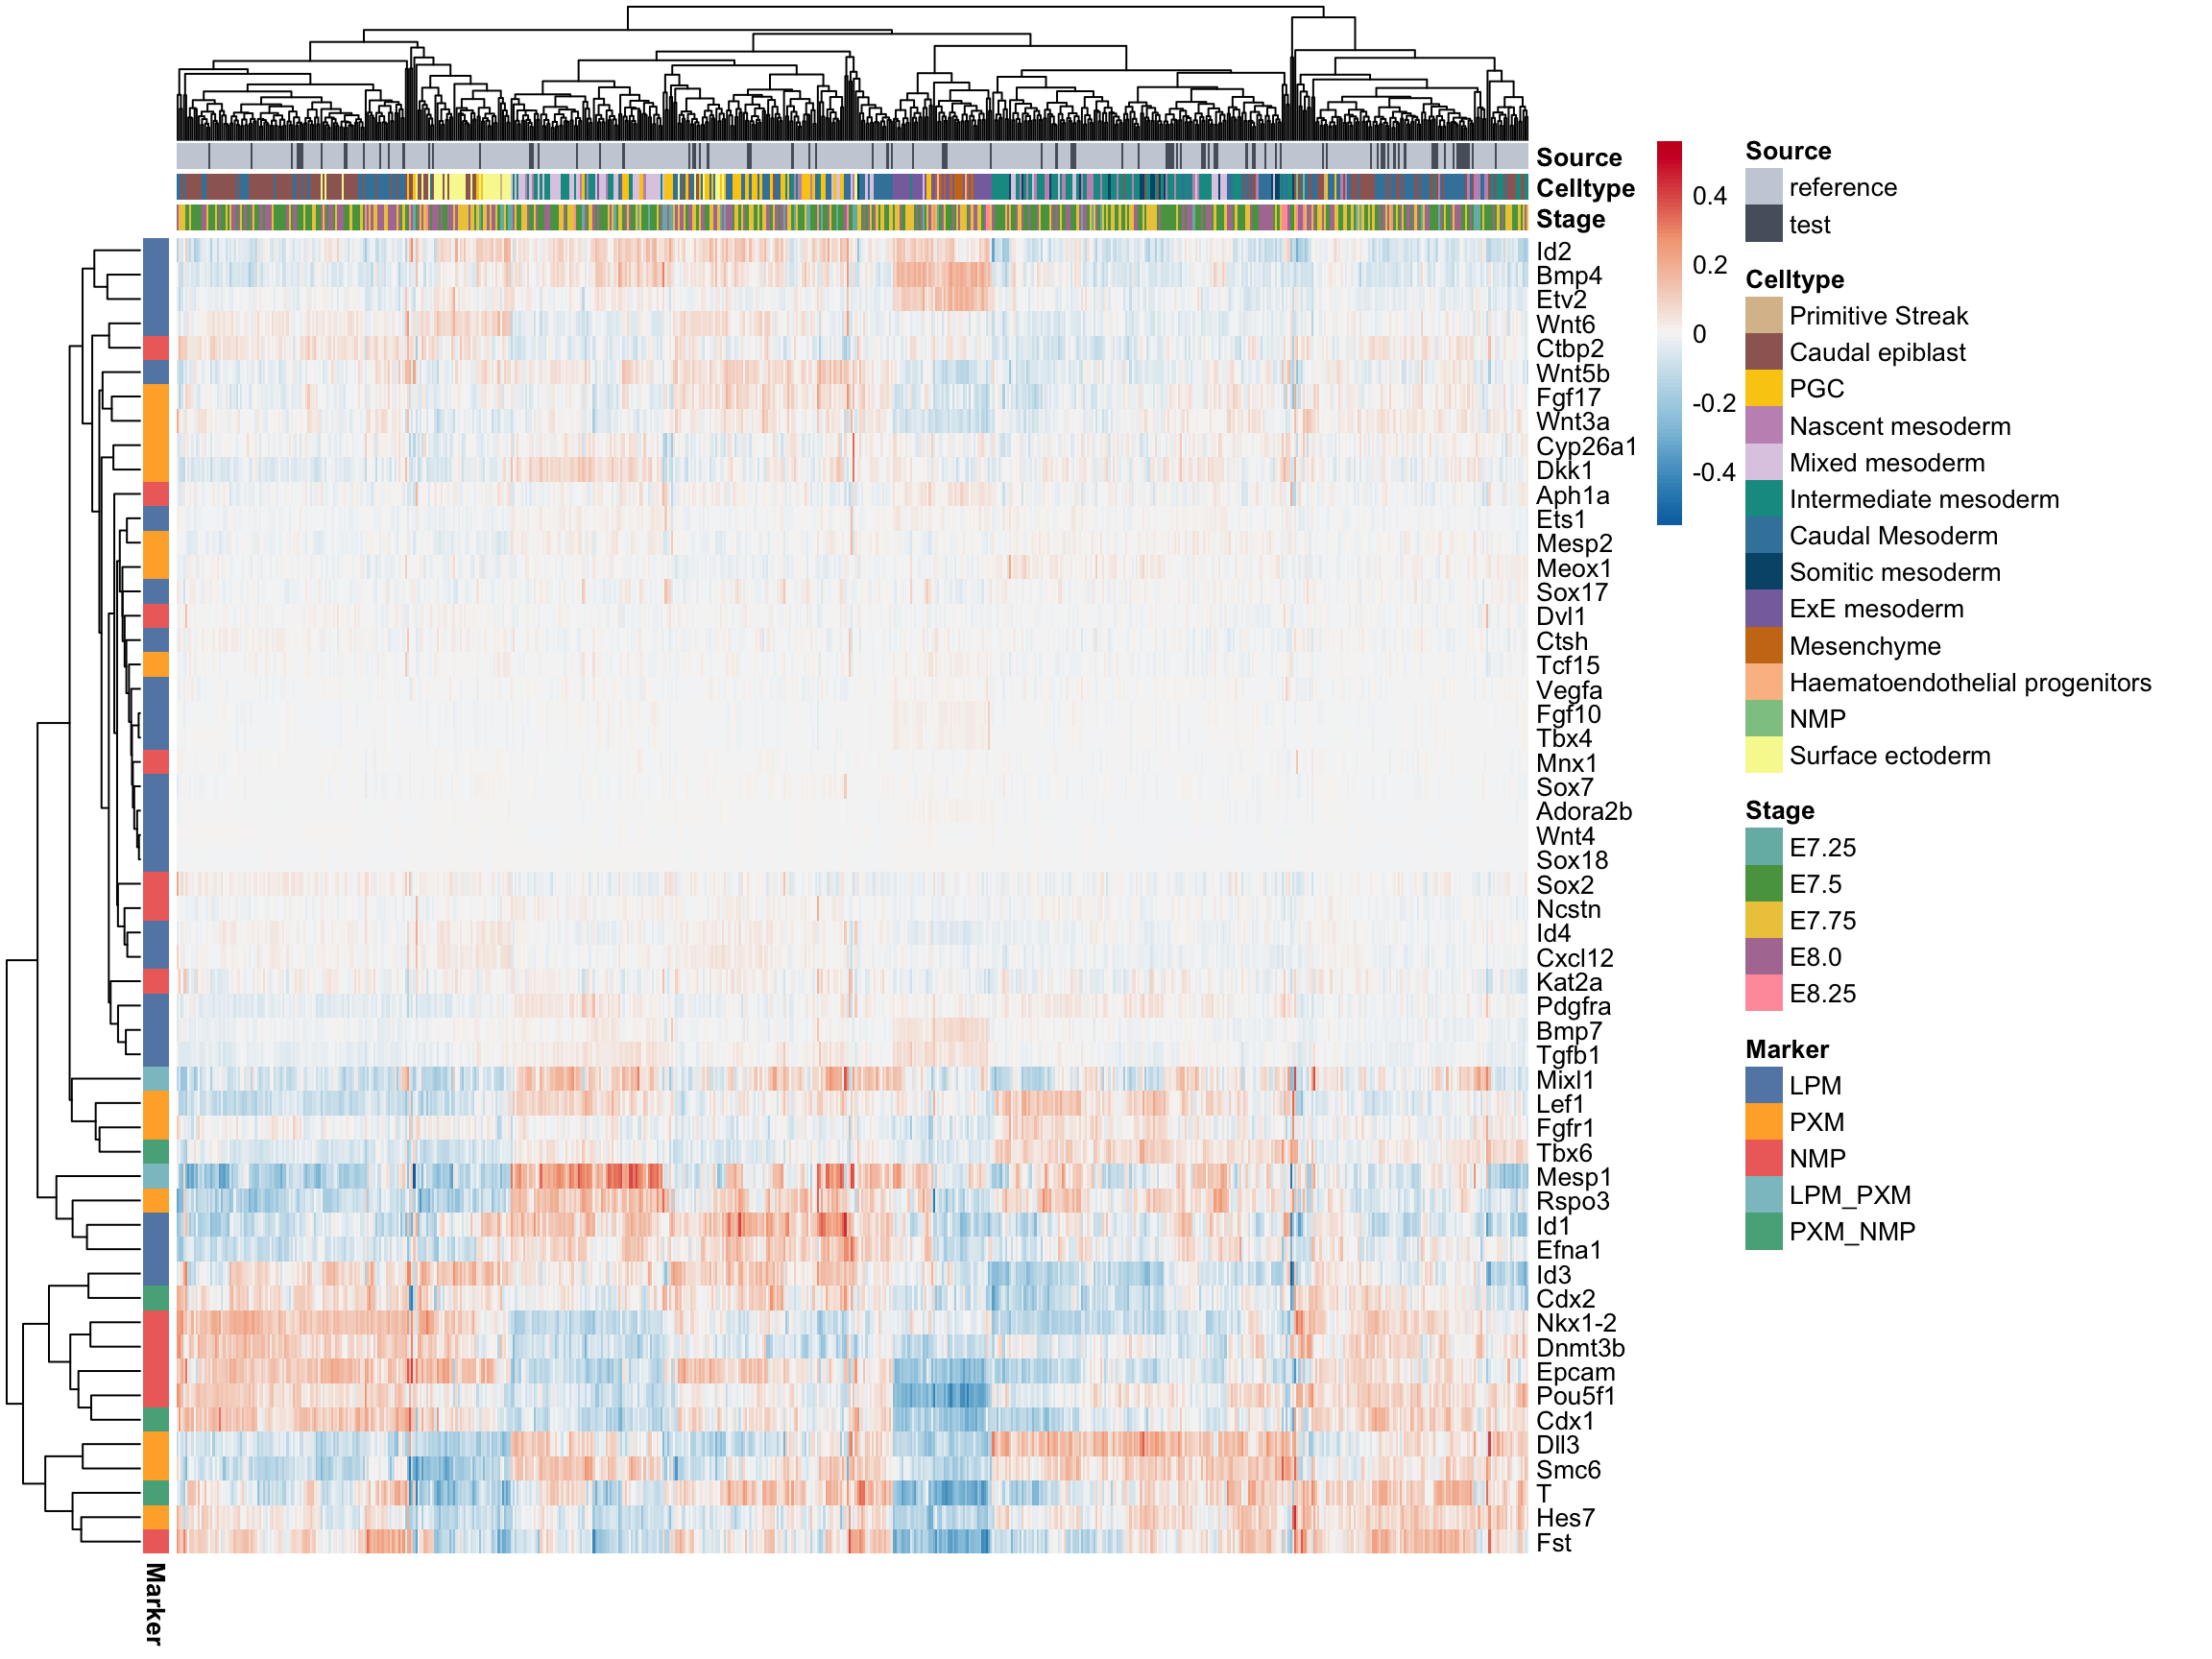 Source
Celltype
Stage
Id2
Bmp4
Etv2
Wnt6
Ctbp2
Wnt5b
Fgf17
Wnt3a
Cyp26a1
Dkk1
Aph1a
Ets1
Mesp2
Meox1
Sox17
Dvl1
Ctsh
Tcf15
Vegfa
Fgf10
Tbx4
Mnx1
Sox7
Adora2b
Wnt4
Sox18
Sox2
Ncstn
Id4
Cxcl12
Kat2a
Pdgfra
Bmp7
Tgfb1
Mixl1
Lef1
Fgfr1
Tbx6
Mesp1
Rspo3
Id1
Efna1
Id3
Cdx2
Nkx1-2
Dnmt3b
Epcam
Pou5f1
Cdx1
Dll3
Smc6
T
Hes7
Fst
Marker
0.4
0.2
0
-0.2
-0.4
Source
reference
test
Celltype
Primitive Streak
Caudal epiblast
PGC
Nascent mesoderm
Mixed mesoderm
Intermediate mesoderm
Caudal Mesoderm
Somitic mesoderm
ExE mesoderm
Mesenchyme
Haematoendothelial progenitors
NMP
Surface ectoderm
Stage
E7.25
E7.5
E7.75
E8.0
E8.25
Marker
LPM
PXM
NMP
LPM_PXM
PXM_NMP